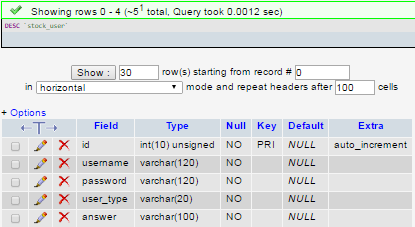 Showing rows 0 - 4 (~5¹ total, Query took 0.0012 sec)
DESC `stock_user`
Show : 30 row(s) starting from record # 0
in horizontal mode and repeat headers after 100 cells
+ Options
←T→ Field Type Null Key Default Extra
id int(10) unsigned NO PRI NULL auto_increment
username varchar(120) NO NULL
password varchar(120) NO NULL
user_type varchar(20) NO NULL
answer varchar(100) NO NULL